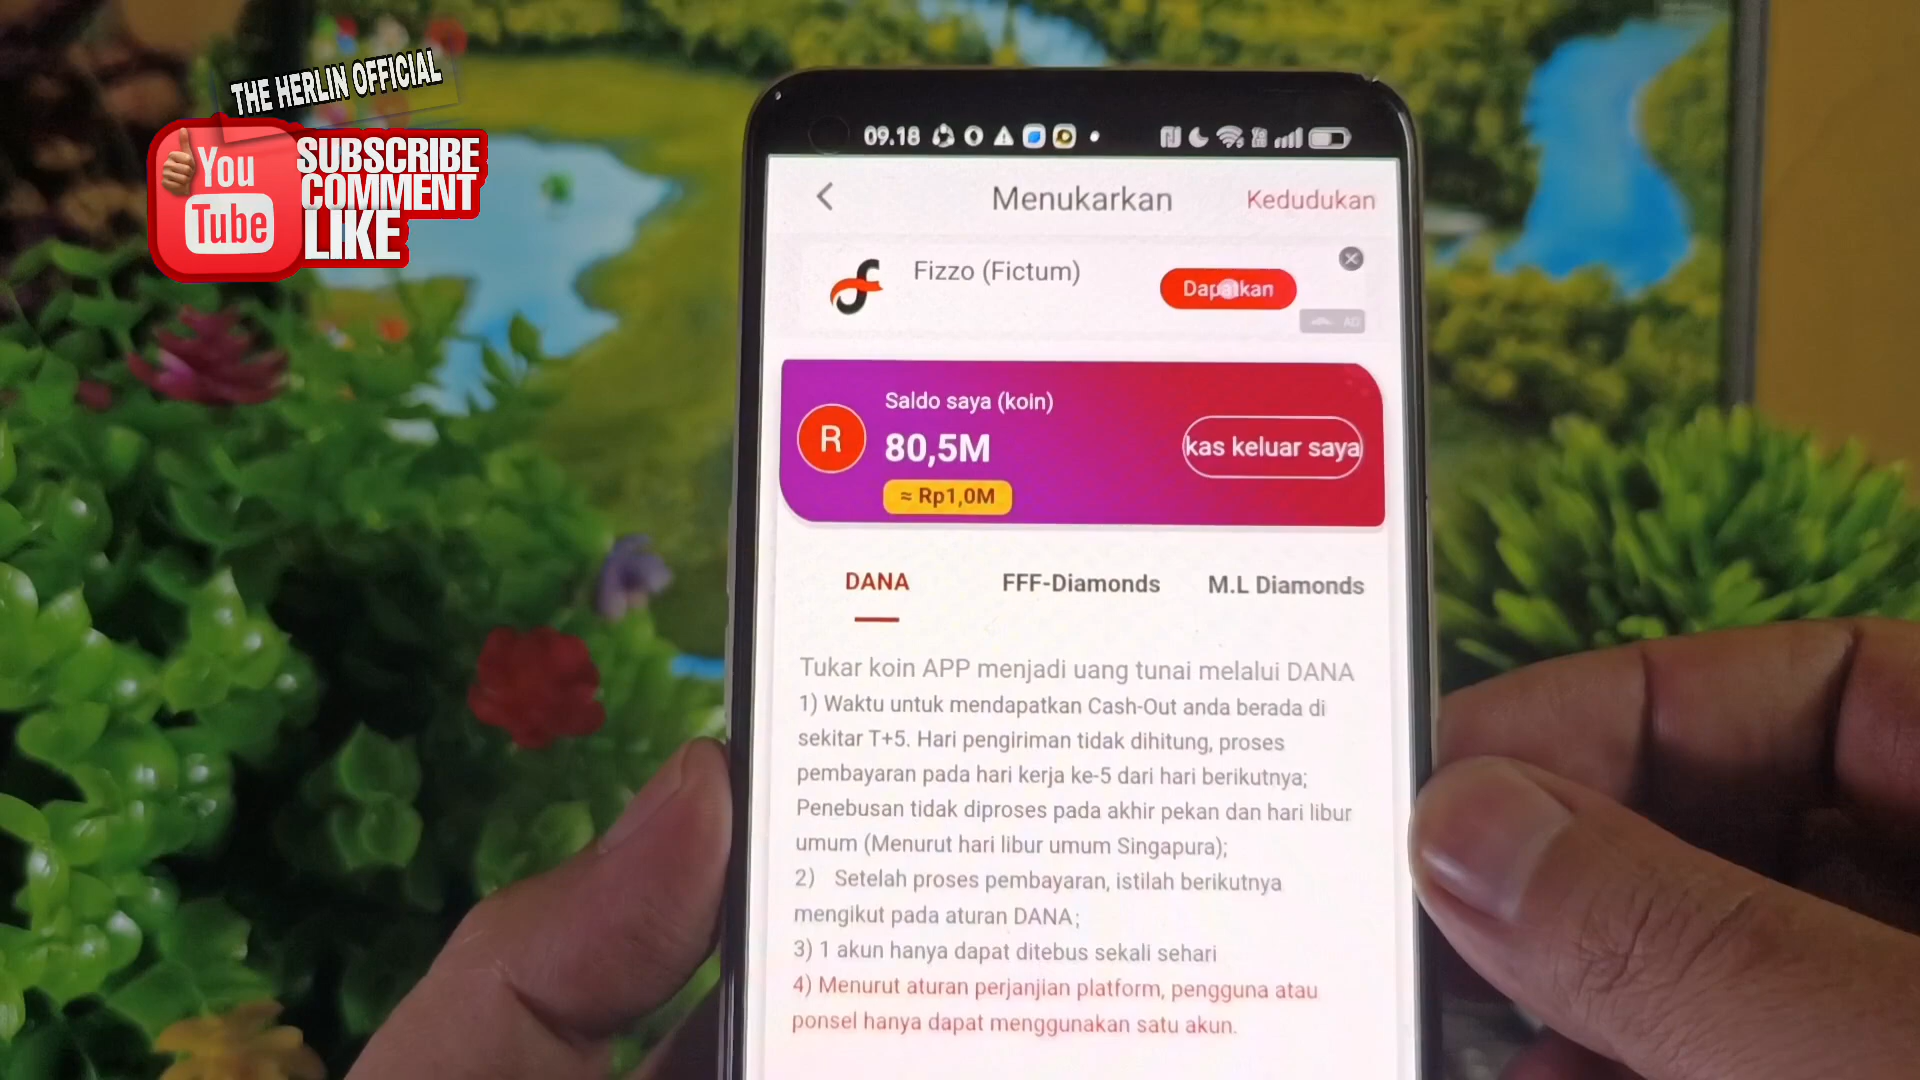 THE HERLIN OFFICIAL
You
Tube
SUBSCRIBE
COMMENT
LIKE
09.18
Menukarkan
Kedudukan
Fizzo (Fictum)
Dapatkan
AD
Saldo saya (koin)
R
80,5M
kas keluar saya
≈ Rp1,0M
DANA
FFF-Diamonds
M.L Diamonds
Tukar koin APP menjadi uang tunai melalui DANA
1) Waktu untuk mendapatkan Cash-Out anda berada di
sekitar T+5. Hari pengiriman tidak dihitung, proses
pembayaran pada hari kerja ke-5 dari hari berikutnya;
Penebusan tidak diproses pada akhir pekan dan hari libur
umum (Menurut hari libur umum Singapura);
2) Setelah proses pembayaran, istilah berikutnya
mengikut pada aturan DANA;
3) 1 akun hanya dapat ditebus sekali sehari
4) Menurut aturan perjanjian platform, pengguna atau
ponsel hanya dapat menggunakan satu akun.